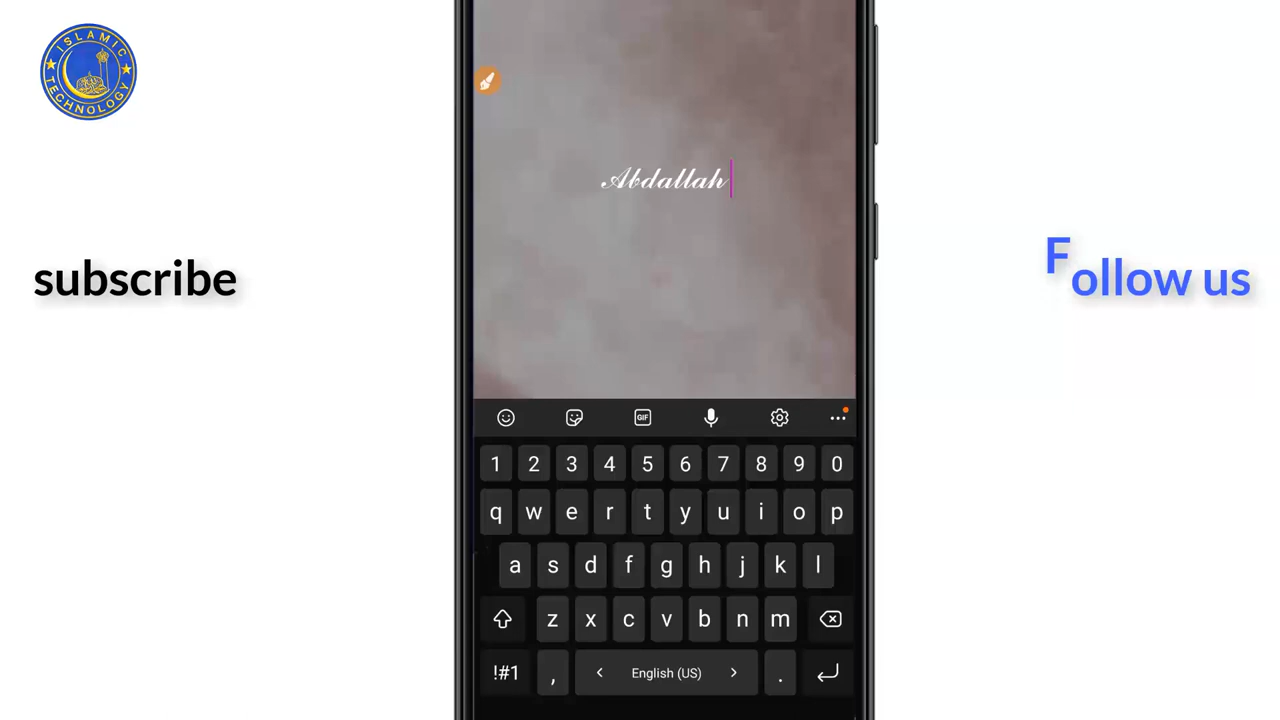 ISLAMIC
TECHNOLOGY
subscribe
Follow us
Abdallah
GIF
1 2 3 4 5 6 7 8 9 0
q w e r t y u i o p
a s d f g h j k l
z x c v b n m
!#1 , < English (US) > .